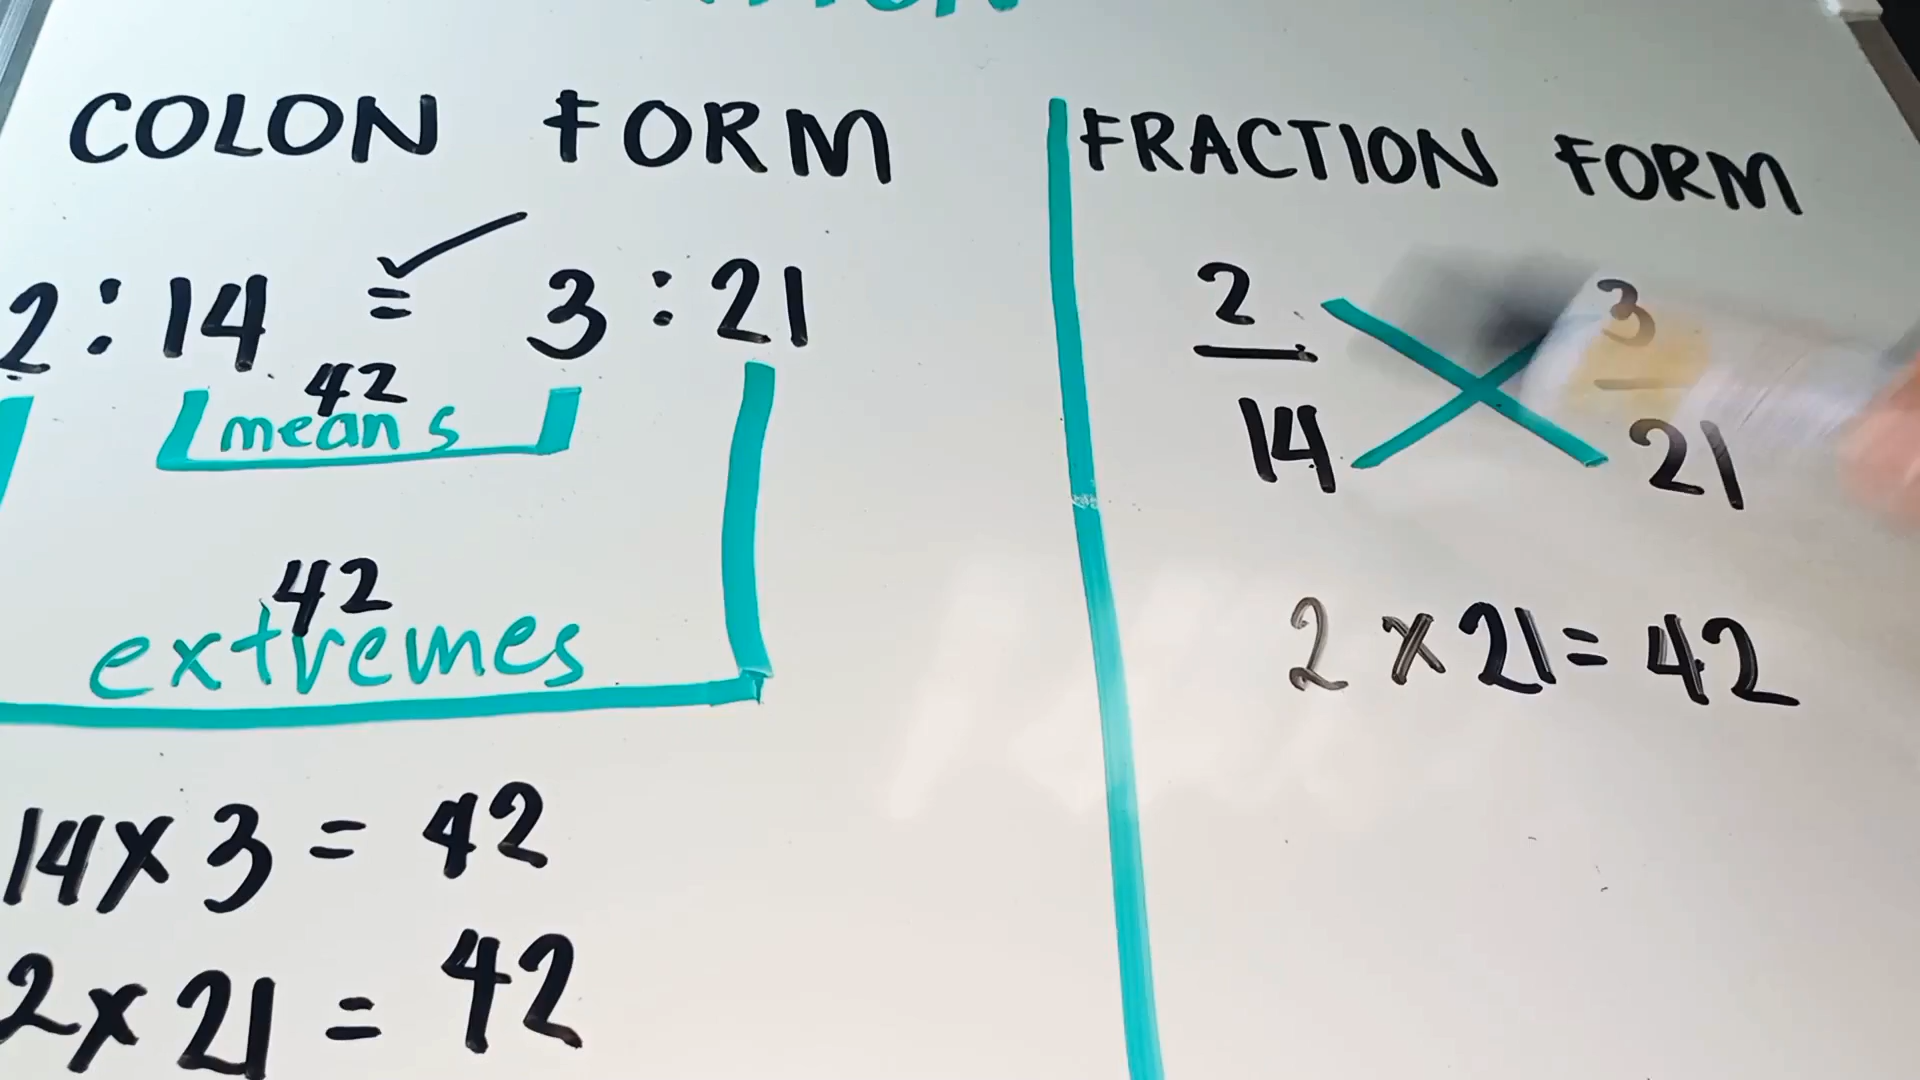 COLON FORM
2 : 14 = 3 : 21
42
means
42
extremes
14 x 3 = 42
2 x 21 = 42
FRACTION FORM
2 3
14 21
2 x 21 = 42